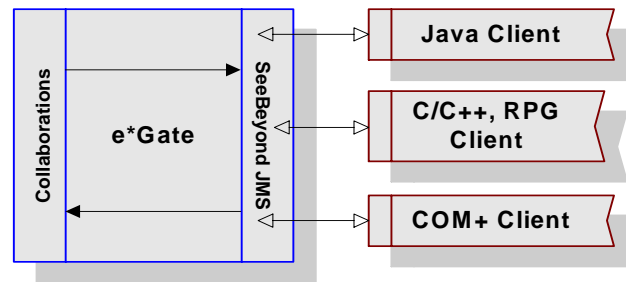 Collaborations
e*Gate
SeeBeyond JMS
Java Client
C/C++, RPG
Client
COM+ Client